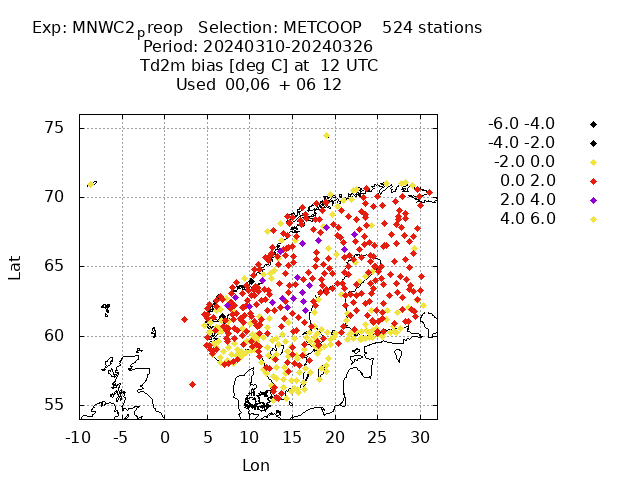 Exp: MNWC2preop   Selection: METCOOP    524 stations
Period: 20240310-20240326
Td2m bias [deg C] at  12 UTC
Used  00,06  + 06 12
-6.0 -4.0
-4.0 -2.0
-2.0 0.0
0.0 2.0
2.0 4.0
4.0 6.0
75
70
65
60
55
Lat
-10 -5 0 5 10 15 20 25 30
Lon